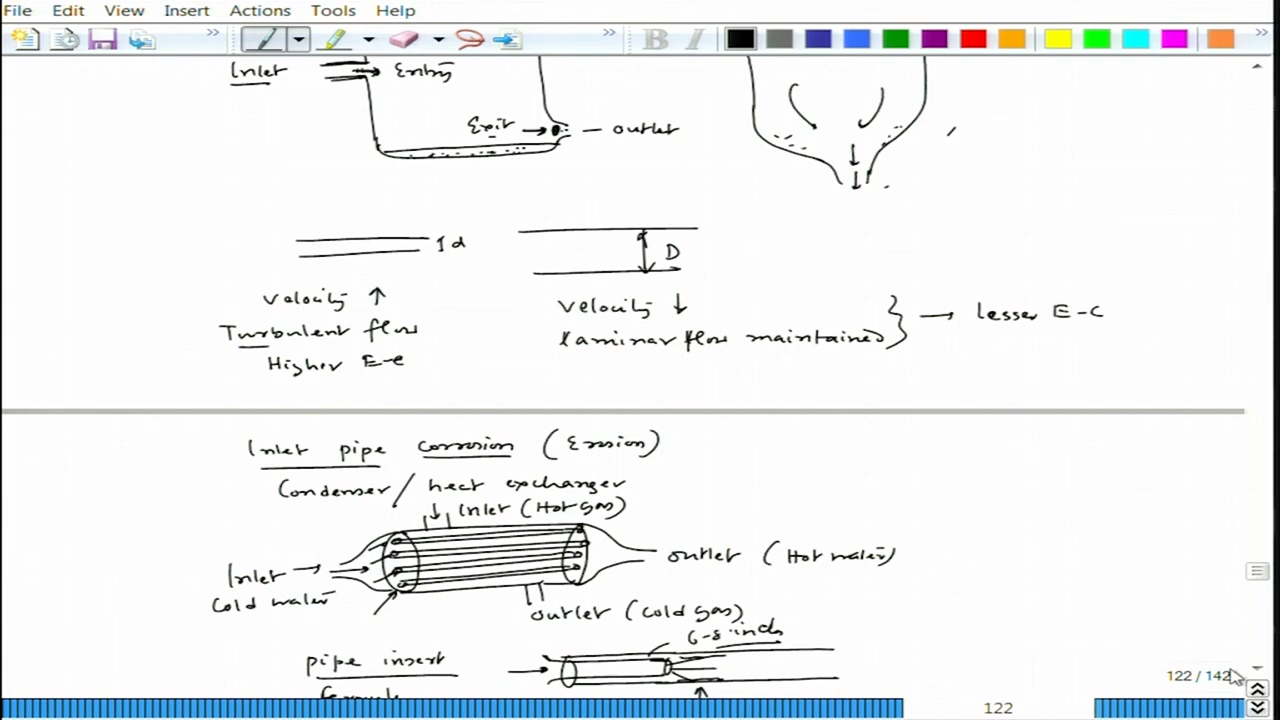 File Edit View Insert Actions Tools Help
B I
Inlet Entry
Exit outlet
d D
velocity ↑
Turbulent flow
Higher E-C
velocity ↓
laminar flow maintained } → lesser E-C
Inlet pipe corrosion (Erosion)
Condenser / heat exchanger
Inlet (Hot gas)
Inlet →
cold water
outlet (Hot water)
outlet (cold gas)
6-8 inch
pipe insert
122 / 142
122